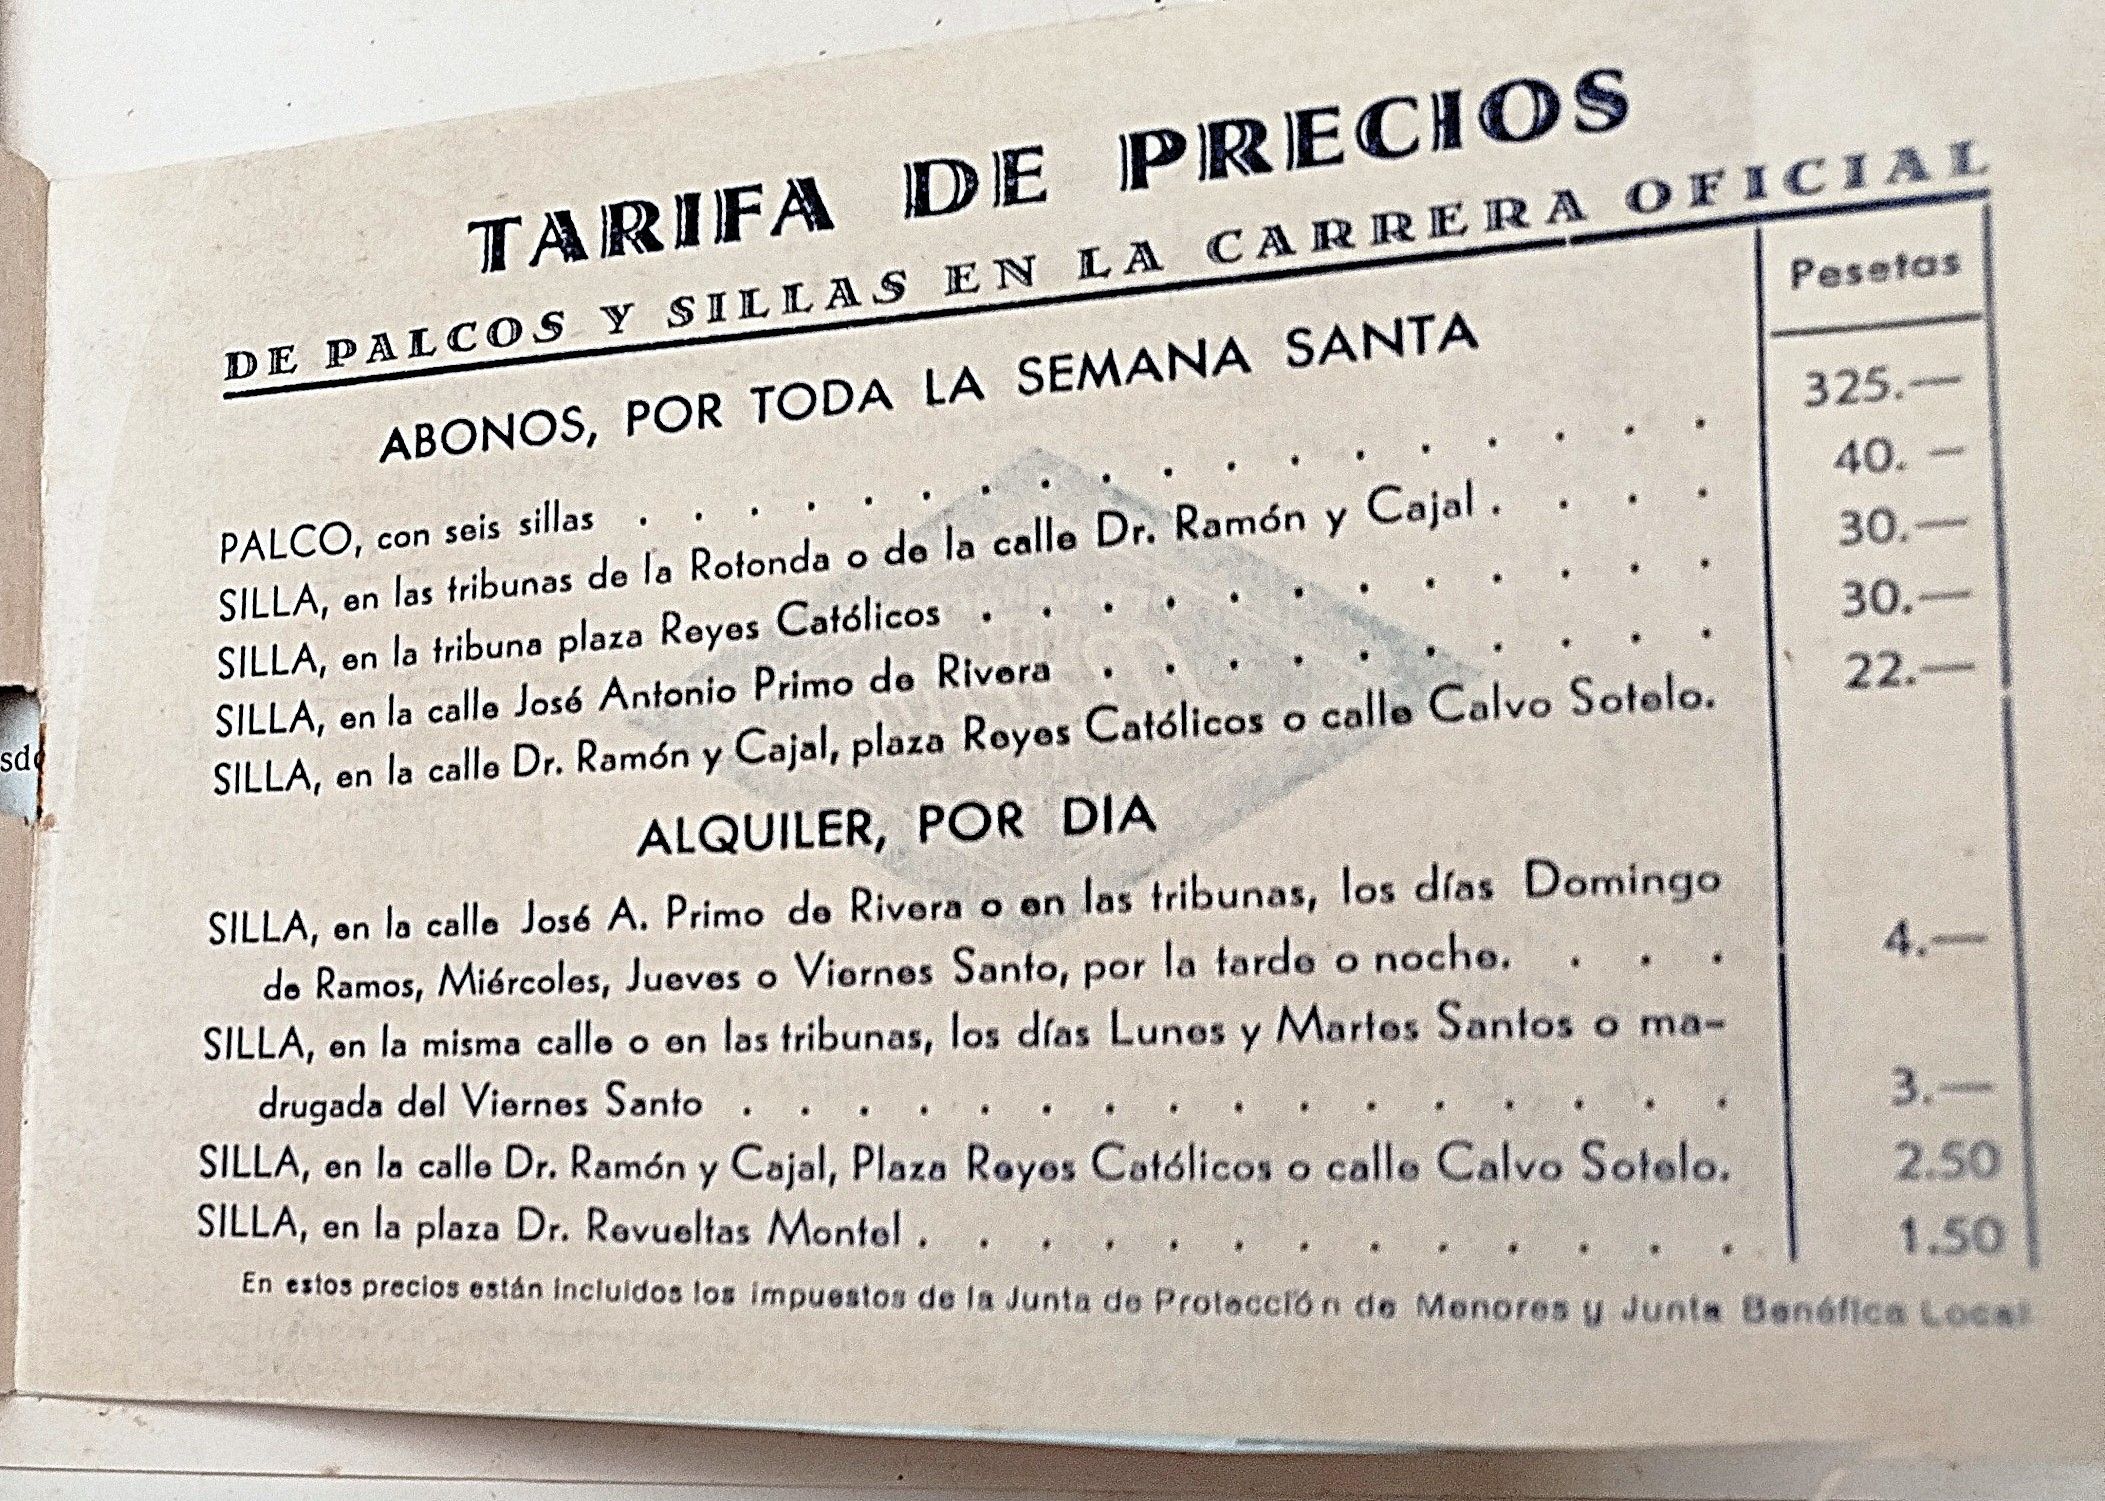 TARIFA DE PRECIOS
DE PALCOS Y SILLAS EN LA CARRERA OFICIAL
Pesetas
ABONOS, POR TODA LA SEMANA SANTA
PALCO, con seis sillas . . . . . . . . . . . . . . . . . . 325.—
SILLA, en las tribunas de la Rotonda o de la calle Dr. Ramón y Cajal . . . . 40.—
SILLA, en la tribuna plaza Reyes Católicos . . . . . . . . . . . . 30.—
SILLA, en la calle José Antonio Primo de Rivera . . . . . . . . . . 30.—
SILLA, en la calle Dr. Ramón y Cajal, plaza Reyes Católicos o calle Calvo Sotelo. 22.—
ALQUILER, POR DIA
SILLA, en la calle José A. Primo de Rivera o en las tribunas, los días Domingo
de Ramos, Miércoles, Jueves o Viernes Santo, por la tarde o noche. . . . 4.—
SILLA, en la misma calle o en las tribunas, los días Lunes y Martes Santos o ma-
drugada del Viernes Santo . . . . . . . . . . . . . . . . 3.—
SILLA, en la calle Dr. Ramón y Cajal, Plaza Reyes Católicos o calle Calvo Sotelo. 2.50
SILLA, en la plaza Dr. Revueltas Montel . . . . . . . . . . . . . 1.50
En estos precios están incluidos los impuestos de la Junta de Protección de Menores y Junta Benéfica Local